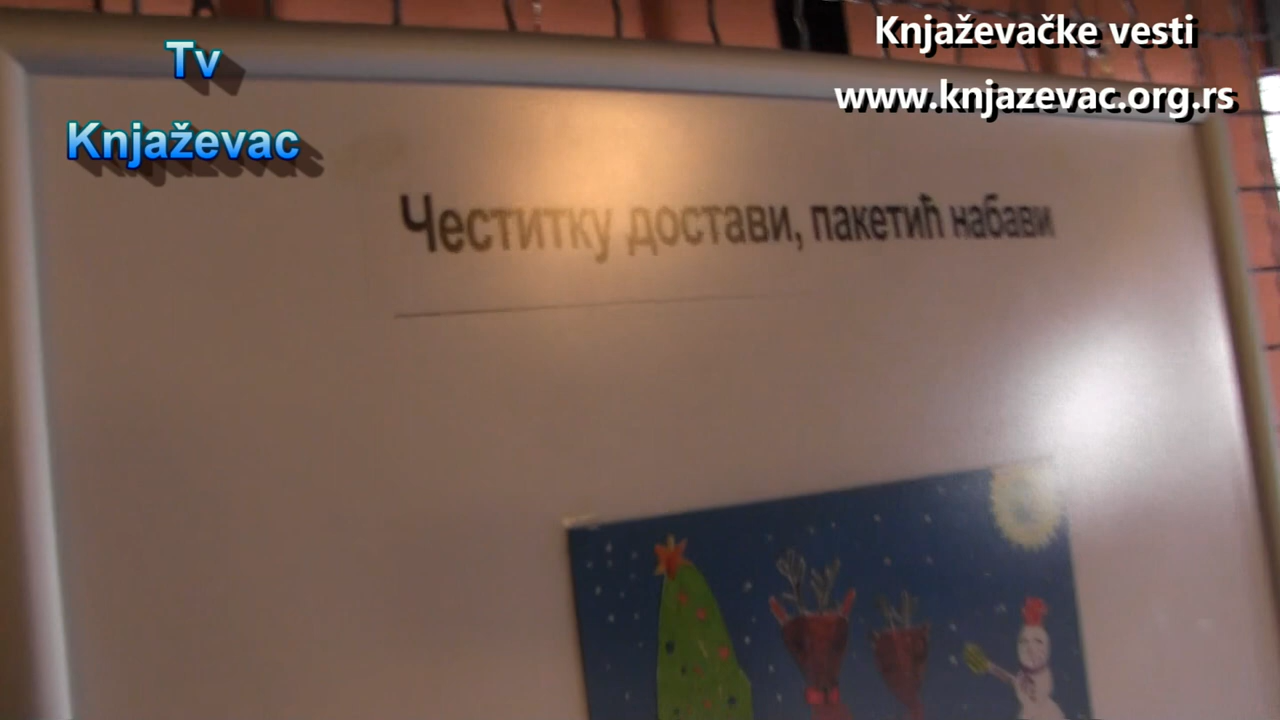 Tv
Knjaževac
Knjaževačke vesti
www.knjazevac.org.rs
Честитку достави, пакетић набави